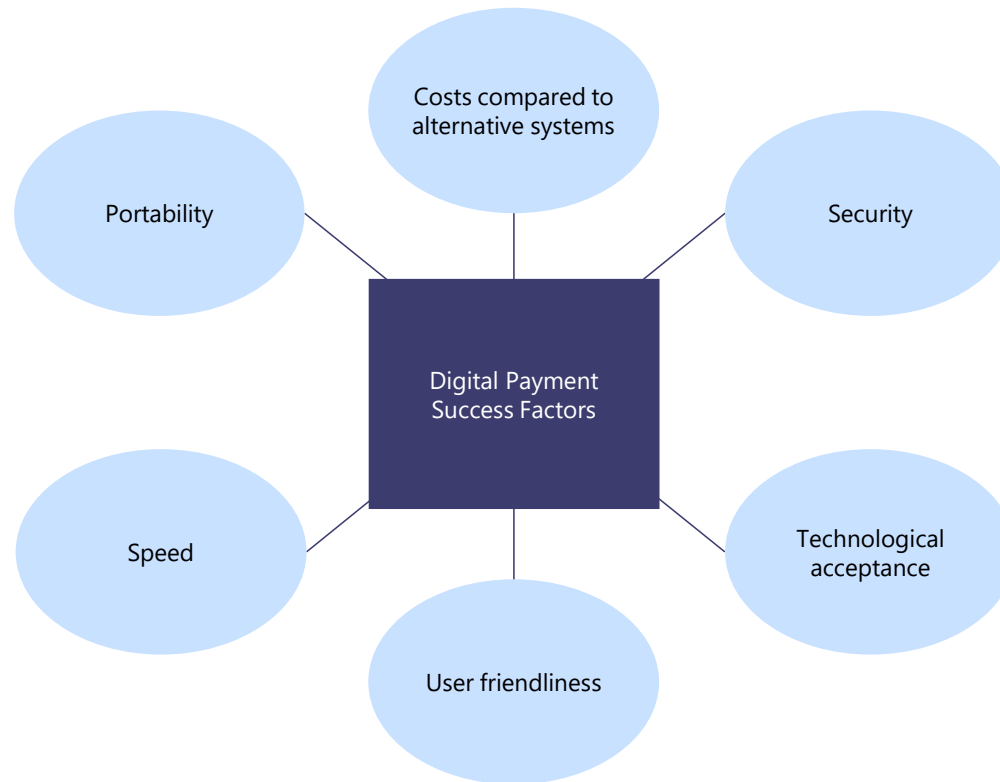 Costs compared to
alternative systems
Portability
Security
Digital Payment
Success Factors
Speed
Technological
acceptance
User friendliness